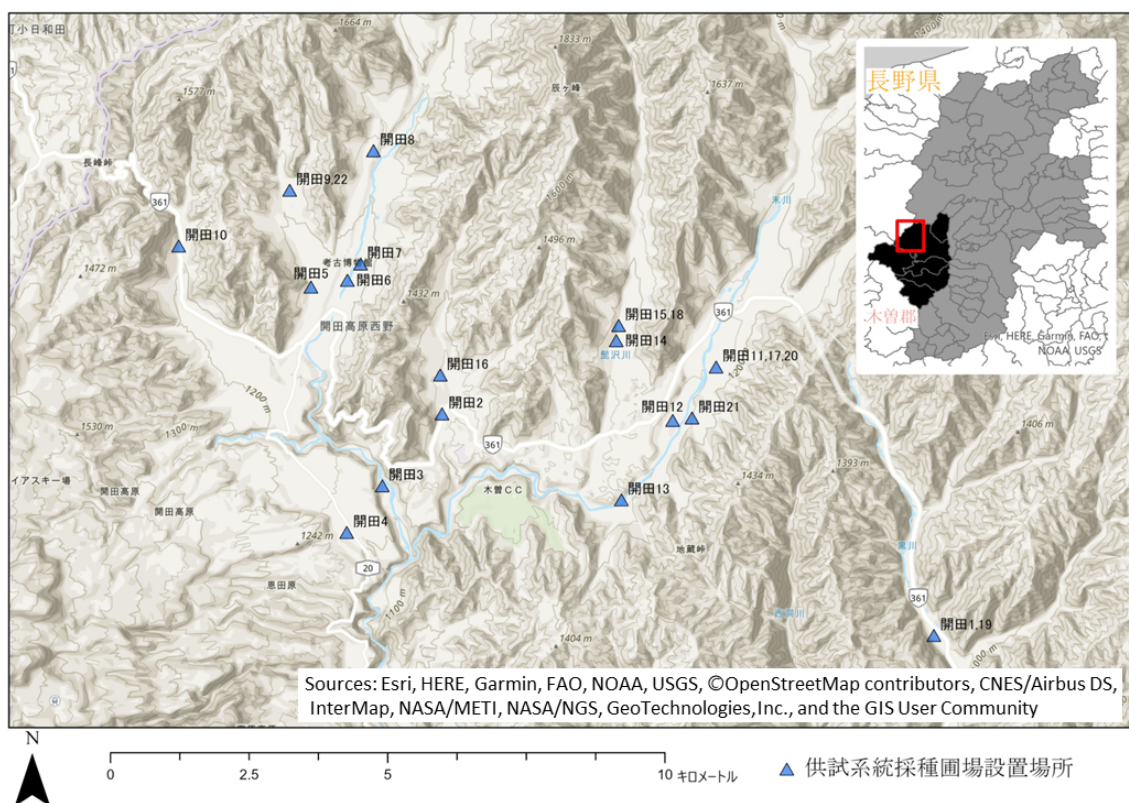 町小日和田
1664 m
1833 m
1400 m
辰ヶ峰
1577 m
1637 m
長峰峠
361
開田8
開田9,22
1600 m
末川
開田10
1496 m
開田7
考古博物館
開田6
開田5
1472 m
1432 m
開田高原西野
開田15,18
開田14
髭沢川
361
開田11,17,20
1200 m
開田16
開田2
開田12
開田21
1200 m
1300 m
1530 m
361
1406 m
1393 m
1434 m
イアスキー場
開田高原
開田高原
開田3
木曽CC
開田13
開田4
1242 m
地蔵峠
黒川
恩田原
20
1100 m
361
開田1,19
1404 m
長野県
木曽郡
Esri, HERE, Garmin, FAO,
NOAA, USGS
Sources: Esri, HERE, Garmin, FAO, NOAA, USGS, ©OpenStreetMap contributors, CNES/Airbus DS,
InterMap, NASA/METI, NASA/NGS, GeoTechnologies,Inc., and the GIS User Community
N
0 2.5 5 10 キロメートル
供試系統採種圃場設置場所